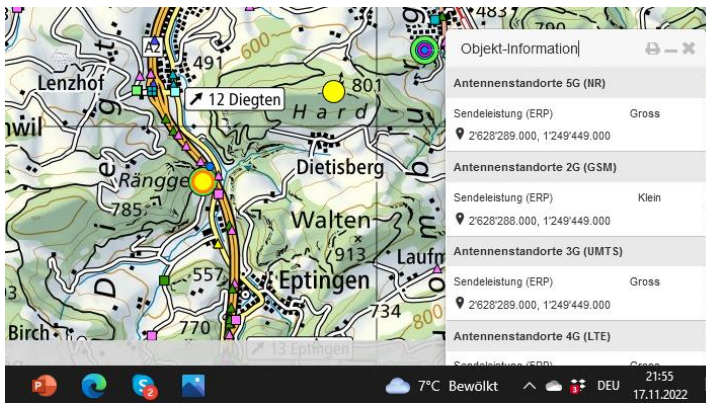 483
790
A2
491
600
Lenzhof
801
12 Diegten
Hard
wil
Dietisberg
Rängge
785
Walten
913
Laufm
557
Eptingen
734
800
Birch
770
13 Eptingen
Objekt-Information
Antennenstandorte 5G (NR)
Sendeleistung (ERP) Gross
2'628'289.000, 1'249'449.000
Antennenstandorte 2G (GSM)
Sendeleistung (ERP) Klein
2'628'288.000, 1'249'449.000
Antennenstandorte 3G (UMTS)
Sendeleistung (ERP) Gross
2'628'289.000, 1'249'449.000
Antennenstandorte 4G (LTE)
Sendeleistung (ERP) Gross
7°C Bewölkt
DEU
21:55
17.11.2022